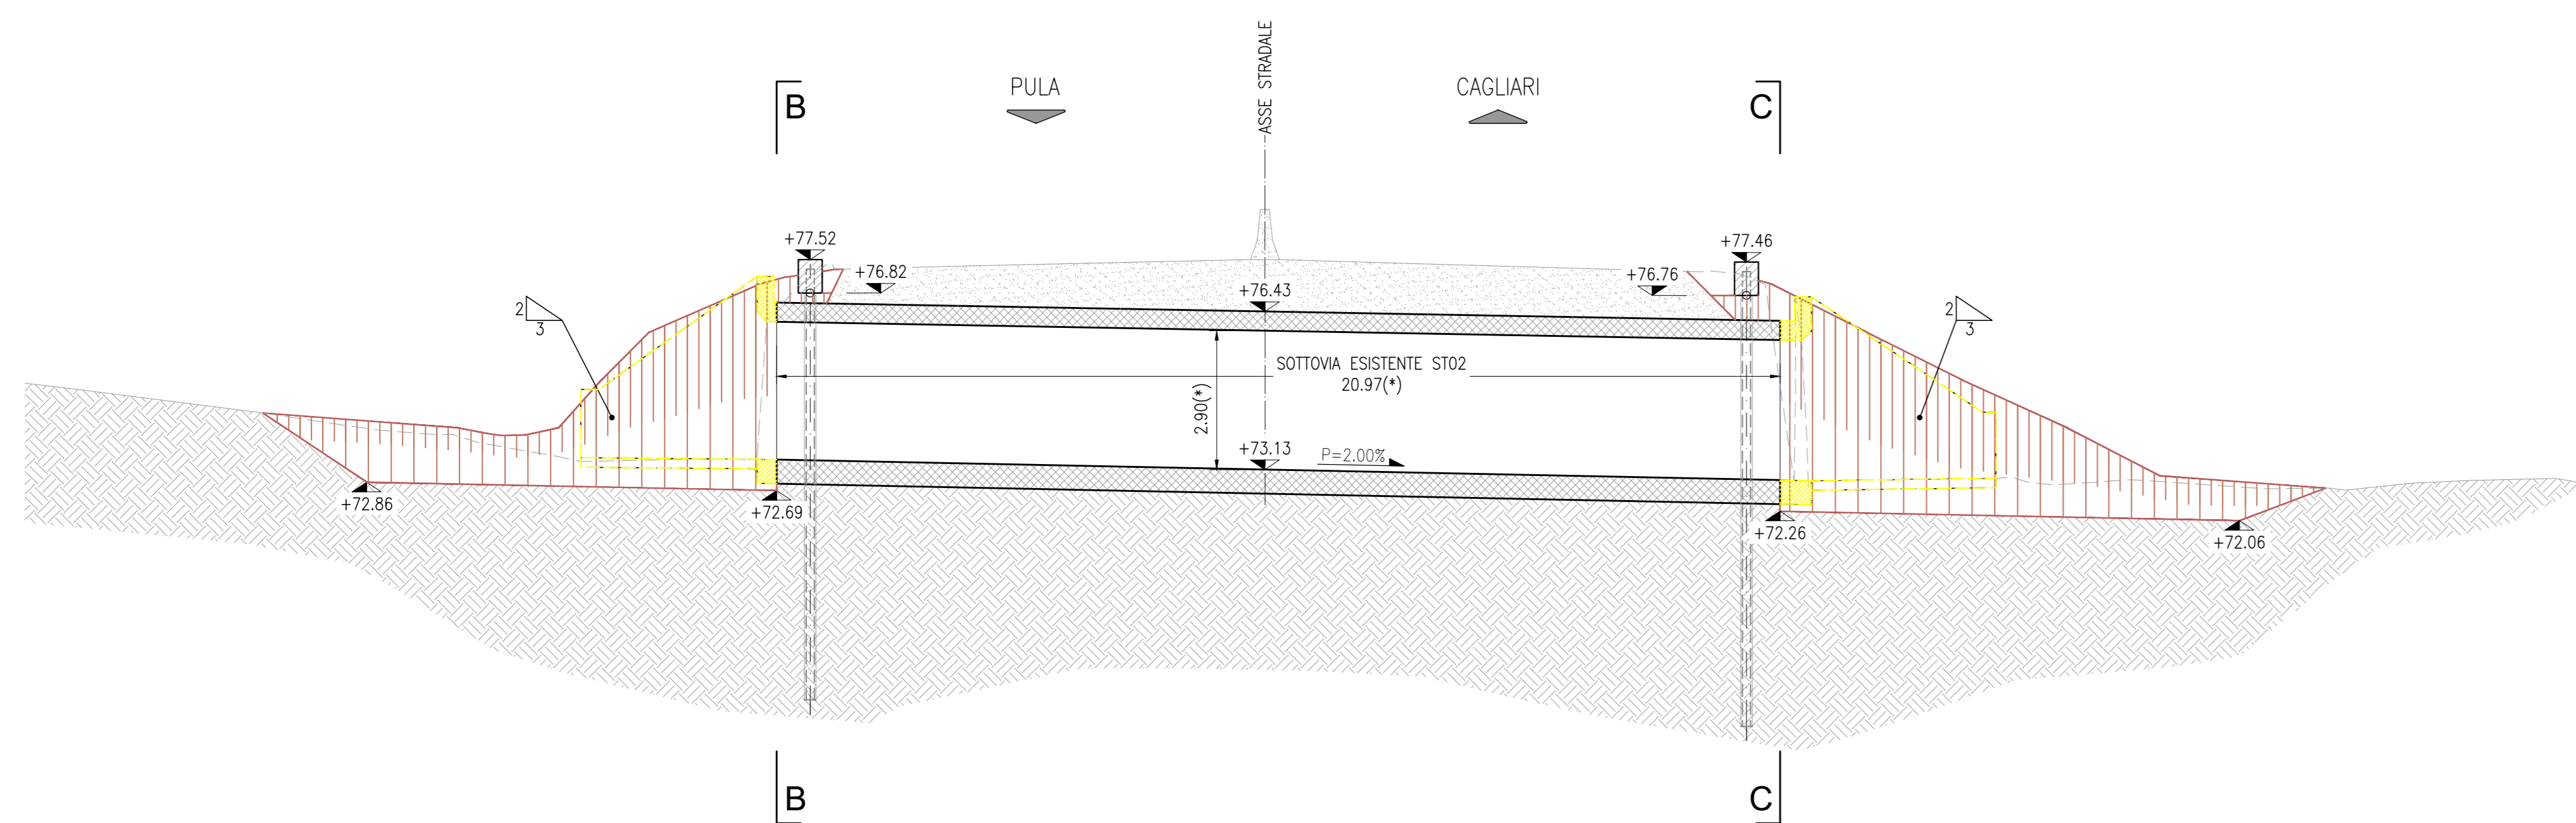 ASSE STRADALE
PULA
CAGLIARI
B
C
+77.52
+77.46
+76.82
+76.76
+76.43
2
3
2
3
SOTTOVIA ESISTENTE ST02
20.97(*)
2.90(*)
+73.13
P=2.00%
+72.86
+72.69
+72.26
+72.06
B
C